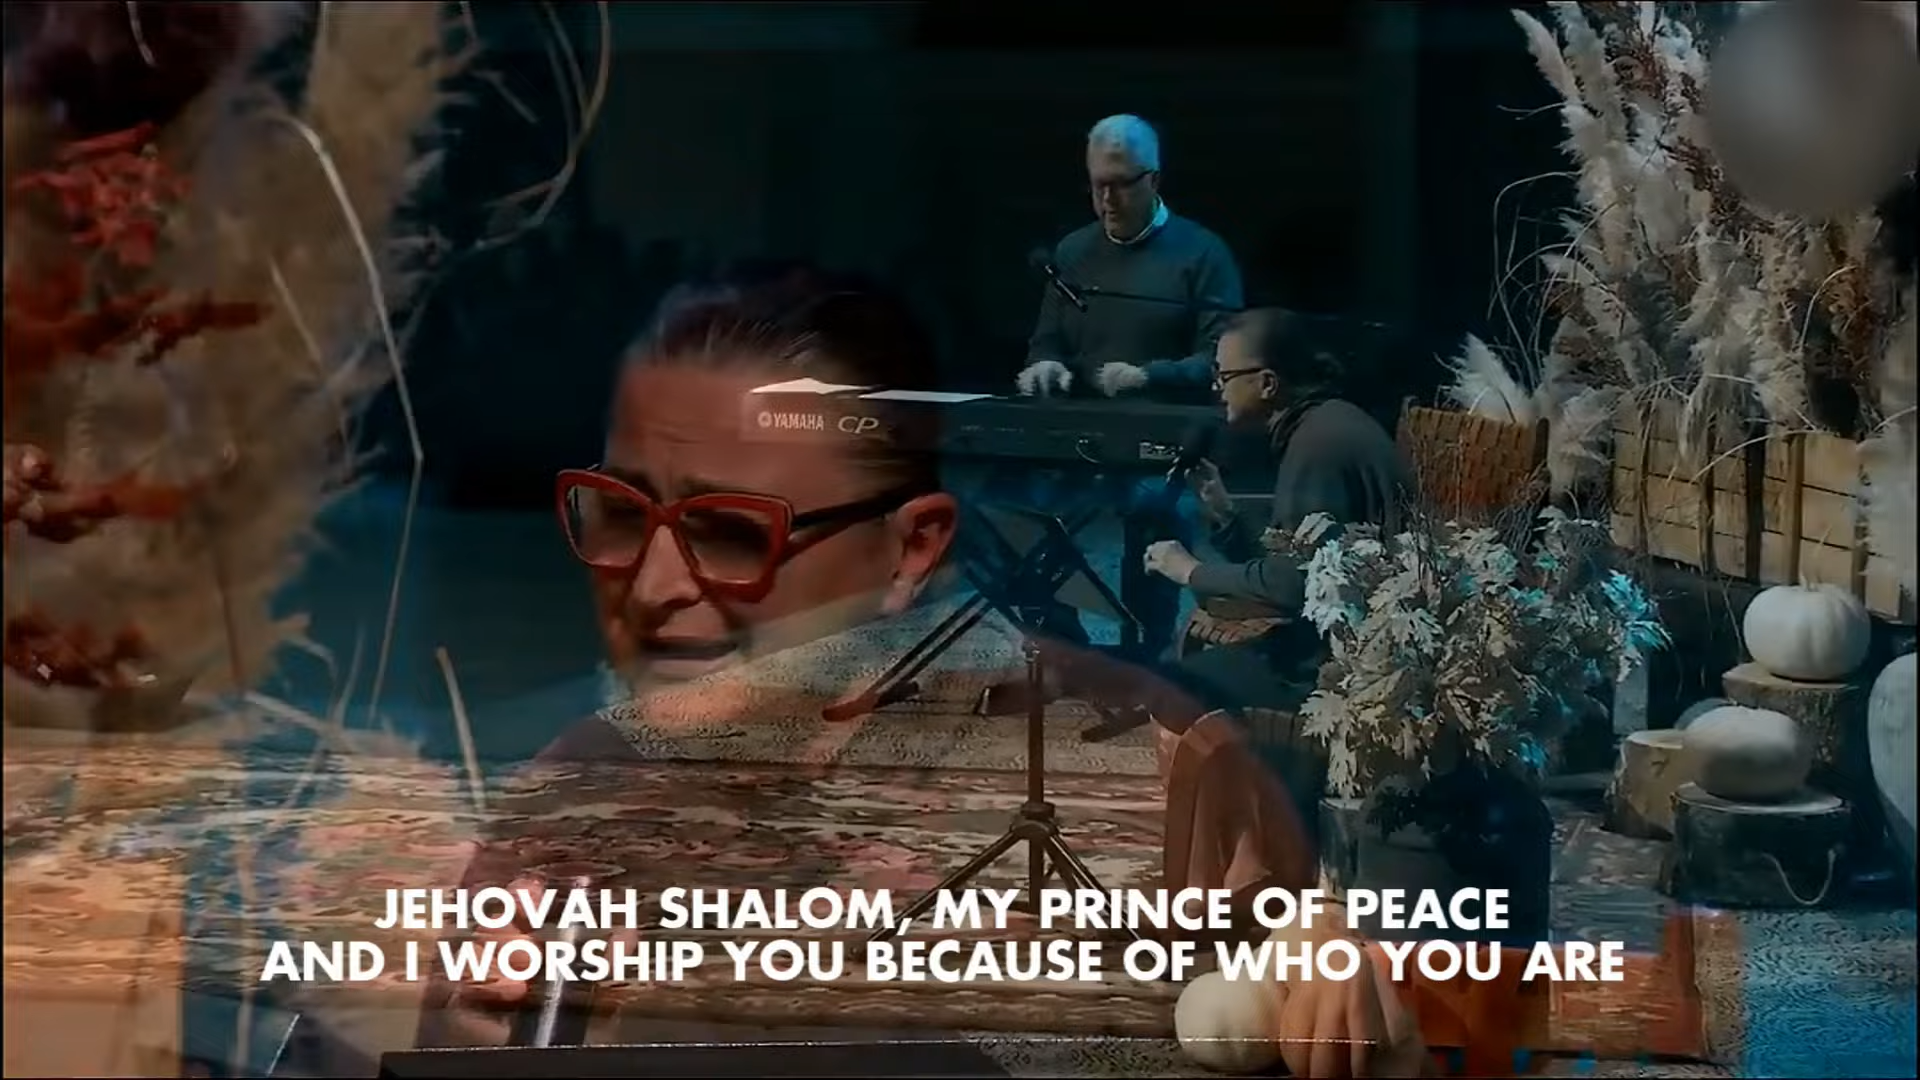 YAMAHA CP
JEHOVAH SHALOM, MY PRINCE OF PEACE
AND I WORSHIP YOU BECAUSE OF WHO YOU ARE